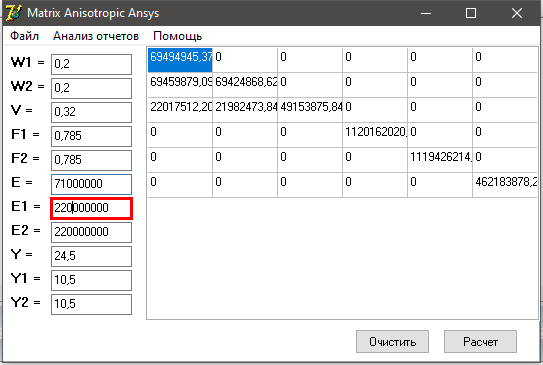 Matrix Anisotropic Ansys
Файл Анализ отчетов Помощь
W1 = 0,2
W2 = 0,2
V = 0,32
F1 = 0,785
F2 = 0,785
E = 71000000
E1 = 220000000
E2 = 220000000
Y = 24,5
Y1 = 10,5
Y2 = 10,5
69494945,37 0 0 0 0 0
69459879,09 69424868,62 0 0 0 0
22017512,20 21982473,84 49153875,84 0 0 0
0 0 0 1120162020, 0 0
0 0 0 0 1119426214, 0
0 0 0 0 0 462183878,2
Очистить Расчет